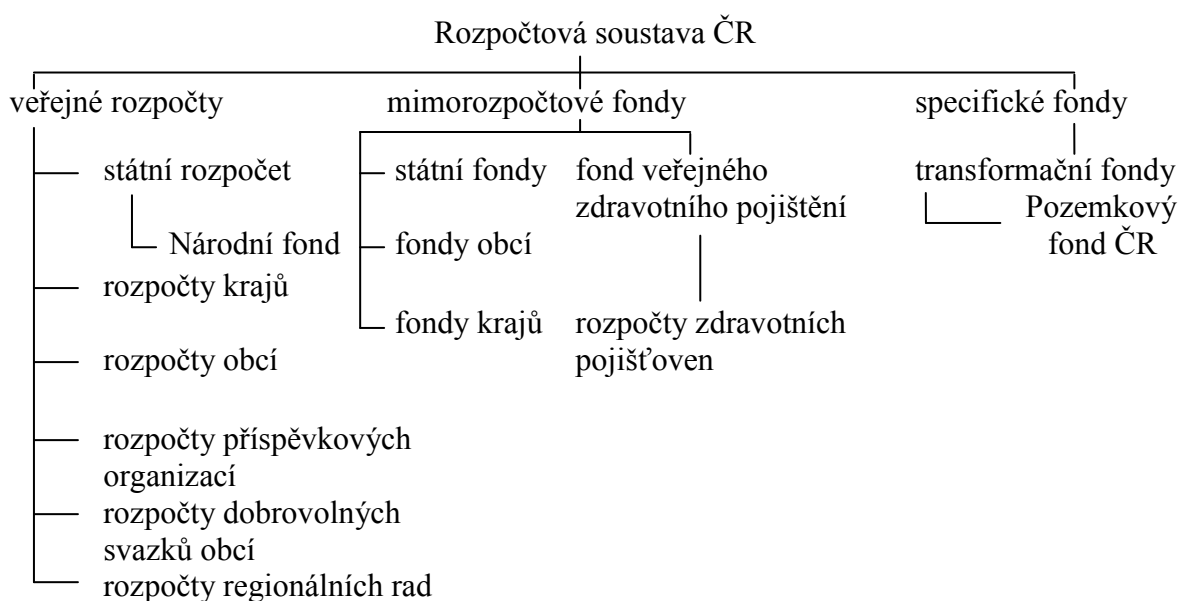 Rozpočtová soustava ČR
veřejné rozpočty
mimorozpočtové fondy
specifické fondy
státní rozpočet
Národní fond
rozpočty krajů
rozpočty obcí
rozpočty příspěvkových
organizací
rozpočty dobrovolných
svazků obcí
rozpočty regionálních rad
státní fondy
fondy obcí
fondy krajů
fond veřejného
zdravotního pojištění
rozpočty zdravotních
pojišťoven
transformační fondy
Pozemkový
fond ČR